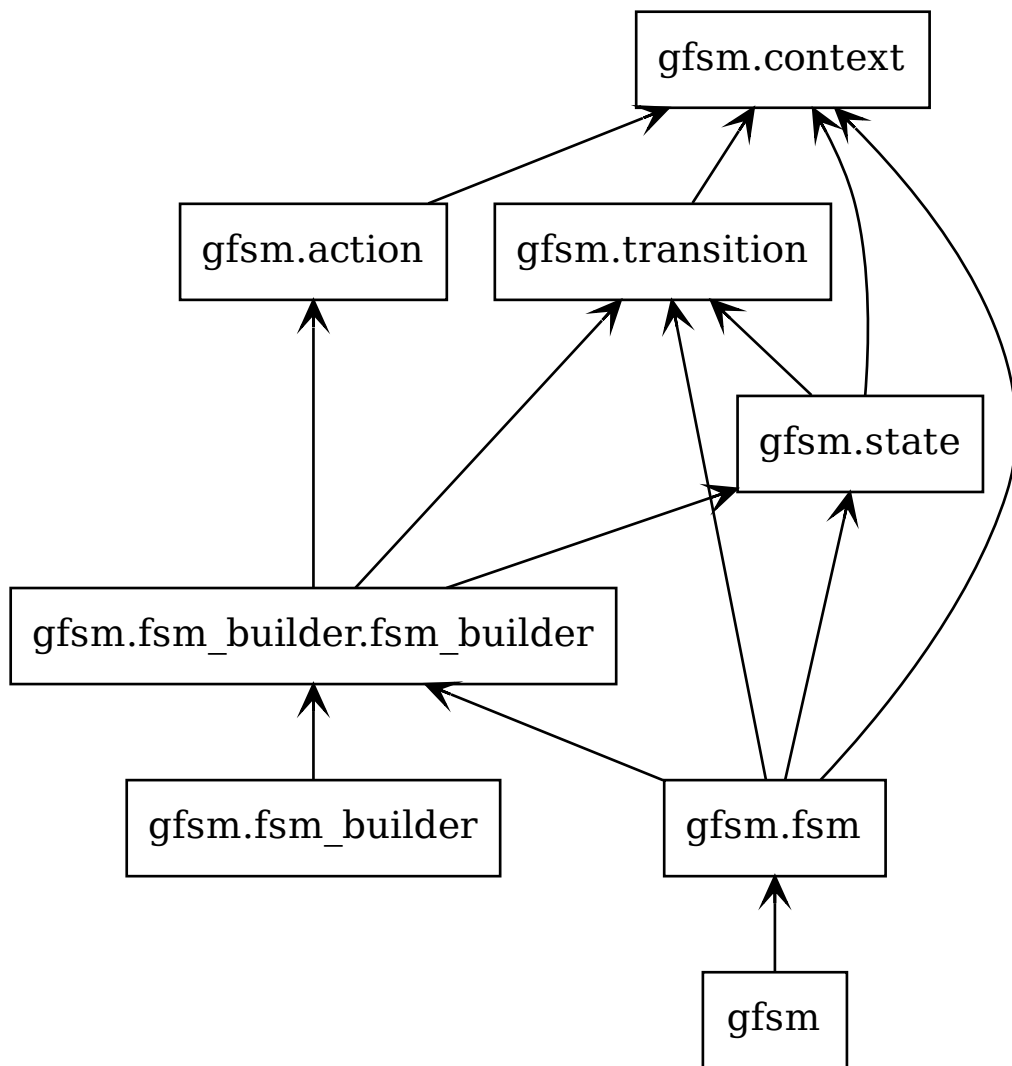 gfsm.context
gfsm.action
gfsm.transition
gfsm.state
gfsm.fsm_builder.fsm_builder
gfsm.fsm_builder
gfsm.fsm
gfsm